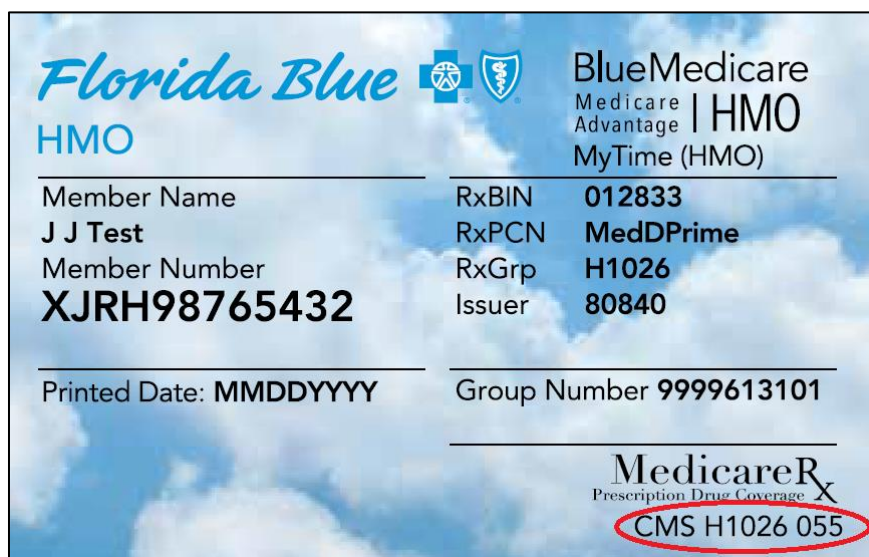 Florida Blue
HMO
BlueMedicare
Medicare
Advantage | HMO
MyTime (HMO)
Member Name
J J Test
Member Number
XJRH98765432
RxBIN 012833
RxPCN MedDPrime
RxGrp H1026
Issuer 80840
Printed Date: MMDDYYYY
Group Number 9999613101
MedicareRx
Prescription Drug Coverage
CMS H1026 055